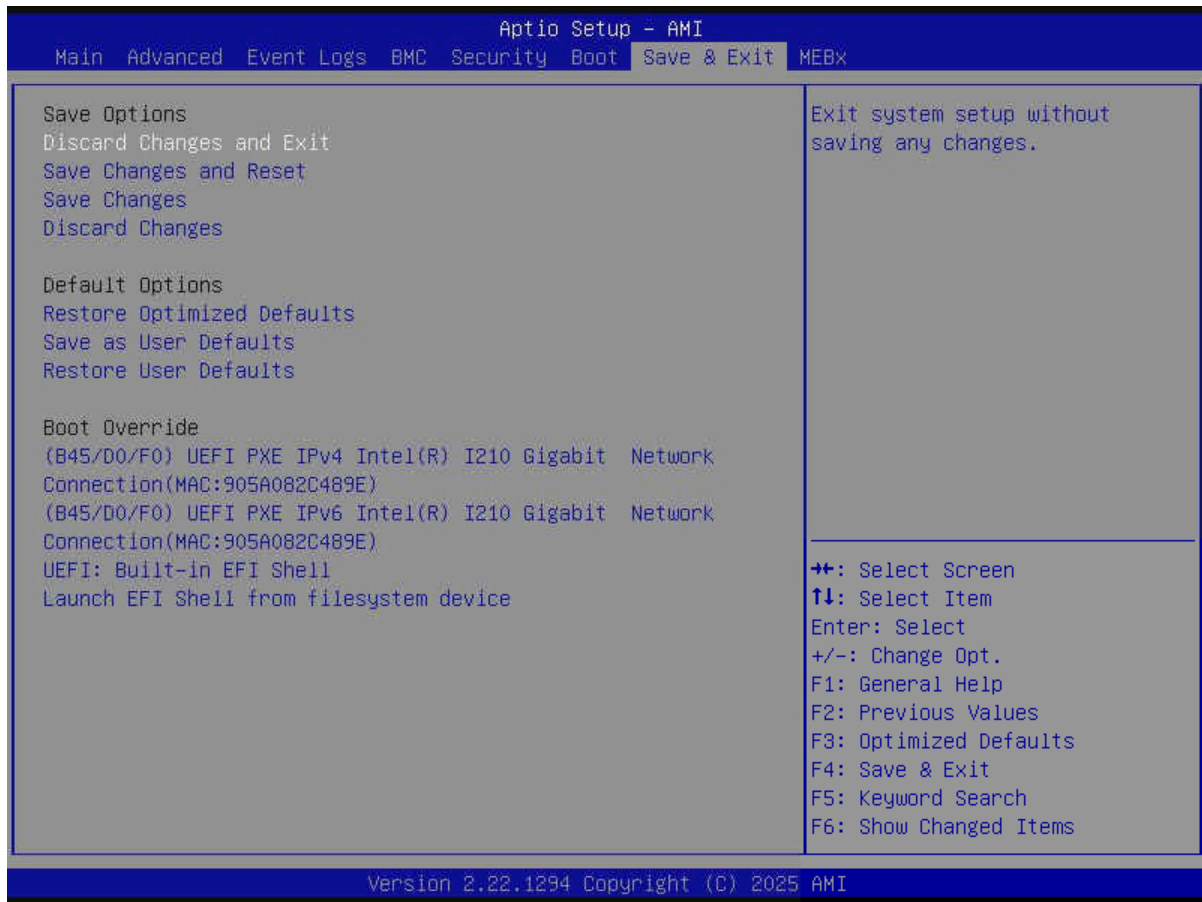 Aptio Setup – AMI
Main Advanced Event Logs BMC Security Boot Save & Exit MEBx
Save Options
Discard Changes and Exit
Save Changes and Reset
Save Changes
Discard Changes
Default Options
Restore Optimized Defaults
Save as User Defaults
Restore User Defaults
Boot Override
(B45/D0/F0) UEFI PXE IPv4 Intel(R) I210 Gigabit  Network
Connection(MAC:905A082C489E)
(B45/D0/F0) UEFI PXE IPv6 Intel(R) I210 Gigabit  Network
Connection(MAC:905A082C489E)
UEFI: Built-in EFI Shell
Launch EFI Shell from filesystem device
Exit system setup without
saving any changes.
→←: Select Screen
↑↓: Select Item
Enter: Select
+/-: Change Opt.
F1: General Help
F2: Previous Values
F3: Optimized Defaults
F4: Save & Exit
F5: Keyword Search
F6: Show Changed Items
Version 2.22.1294 Copyright (C) 2025 AMI